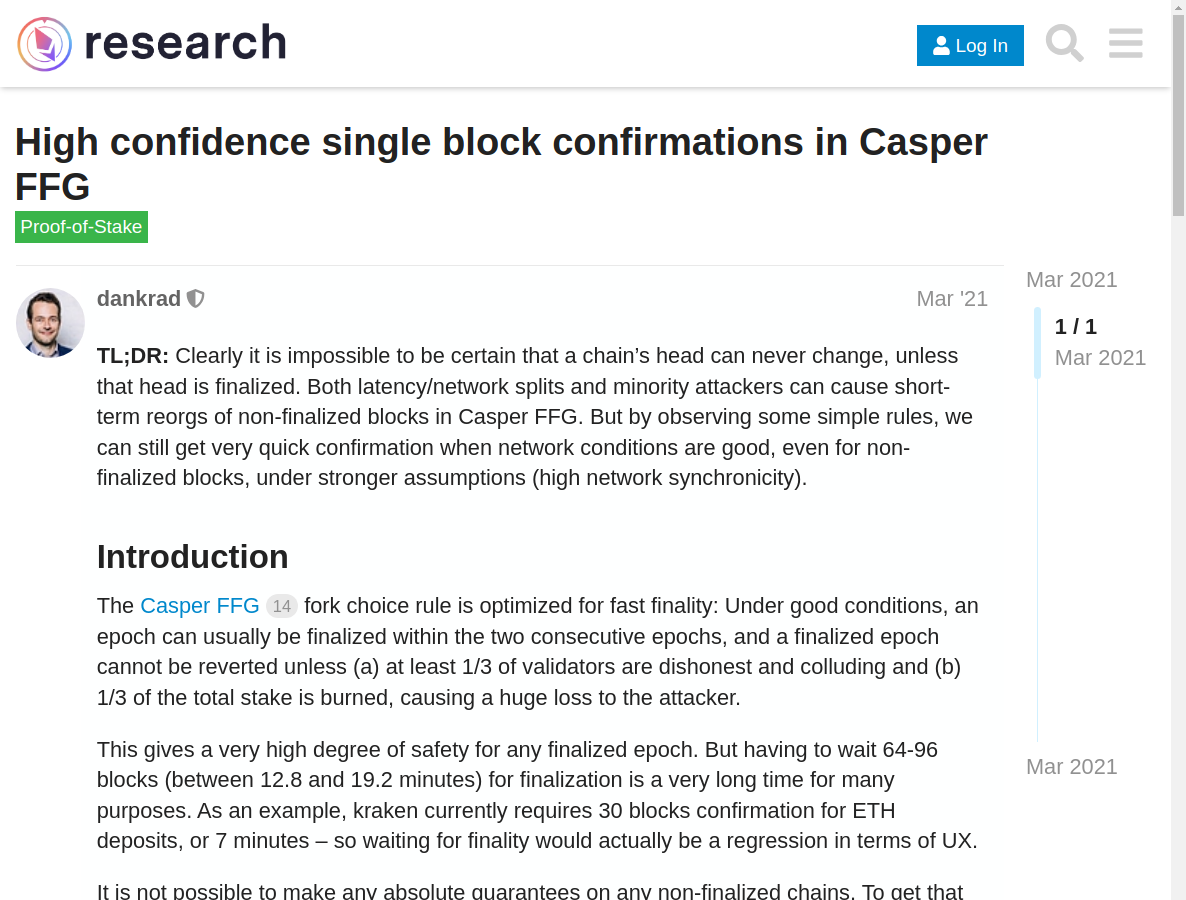 research
Log In
High confidence single block confirmations in Casper
FFG
Proof-of-Stake
dankrad
Mar '21
TL;DR: Clearly it is impossible to be certain that a chain’s head can never change, unless
that head is finalized. Both latency/network splits and minority attackers can cause short-
term reorgs of non-finalized blocks in Casper FFG. But by observing some simple rules, we
can still get very quick confirmation when network conditions are good, even for non-
finalized blocks, under stronger assumptions (high network synchronicity).
Introduction
The Casper FFG 14 fork choice rule is optimized for fast finality: Under good conditions, an
epoch can usually be finalized within the two consecutive epochs, and a finalized epoch
cannot be reverted unless (a) at least 1/3 of validators are dishonest and colluding and (b)
1/3 of the total stake is burned, causing a huge loss to the attacker.
This gives a very high degree of safety for any finalized epoch. But having to wait 64-96
blocks (between 12.8 and 19.2 minutes) for finalization is a very long time for many
purposes. As an example, kraken currently requires 30 blocks confirmation for ETH
deposits, or 7 minutes – so waiting for finality would actually be a regression in terms of UX.
It is not possible to make any absolute guarantees on any non-finalized chains. To get that
Mar 2021
1 / 1
Mar 2021
Mar 2021